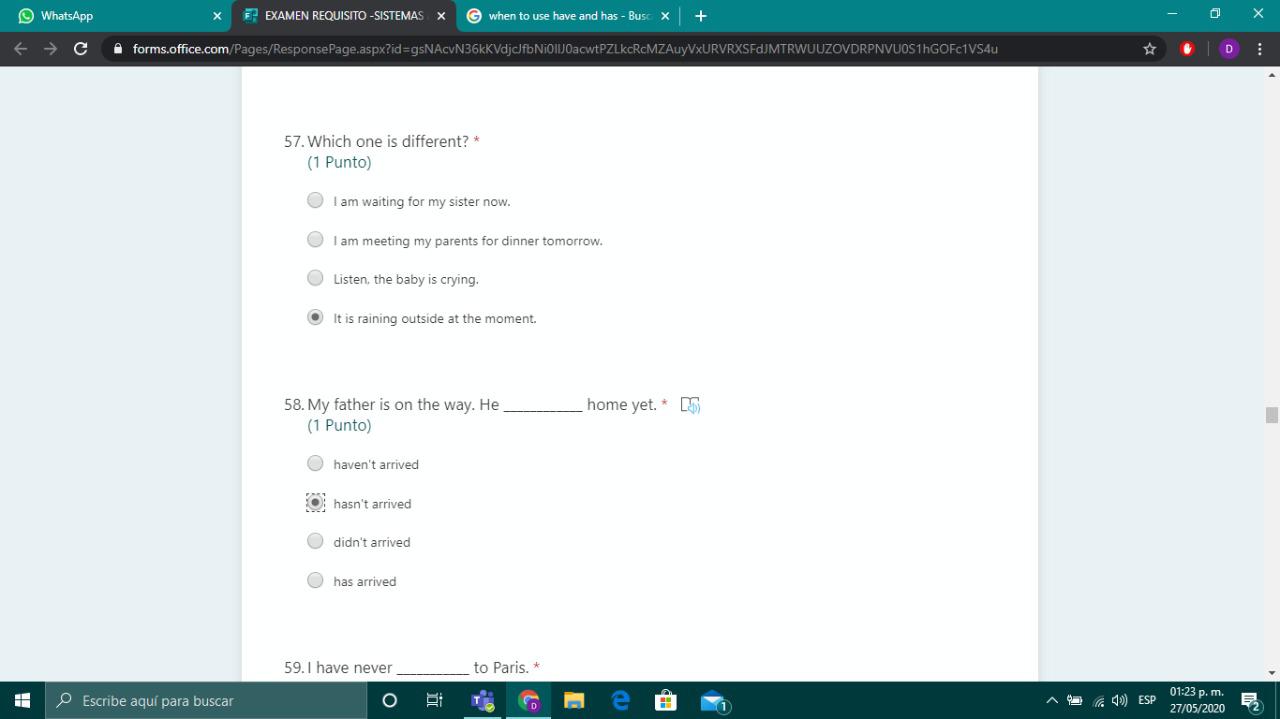 WhatsApp
EXAMEN REQUISITO -SISTEMAS
when to use have and has - Busc
forms.office.com/Pages/ResponsePage.aspx?id=gsNAcvN36kKVdjcJfbNi0IlJ0acwtPZLkcRcMZAuyVxURVRXSFdJMTRWUUZOVDRPNVU0S1hGOFc1VS4u
D
57. Which one is different? *
(1 Punto)
I am waiting for my sister now.
I am meeting my parents for dinner tomorrow.
Listen, the baby is crying.
It is raining outside at the moment.
58. My father is on the way. He ____________ home yet. *
(1 Punto)
haven't arrived
hasn't arrived
didn't arrived
has arrived
59. I have never ___________ to Paris. *
Escribe aquí para buscar
D
1
ESP
01:23 p. m.
27/05/2020
2